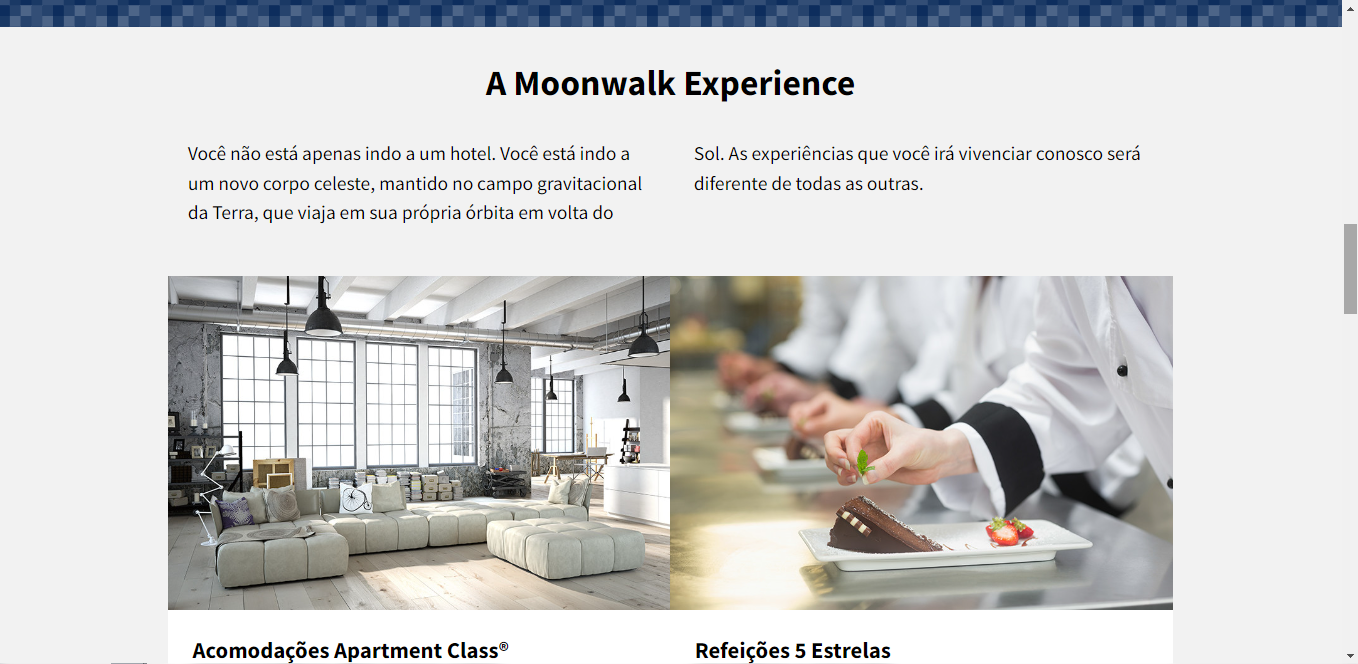 A Moonwalk Experience
Você não está apenas indo a um hotel. Você está indo a
um novo corpo celeste, mantido no campo gravitacional
da Terra, que viaja em sua própria órbita em volta do
Sol. As experiências que você irá vivenciar conosco será
diferente de todas as outras.
Acomodações Apartment Class®
Refeições 5 Estrelas